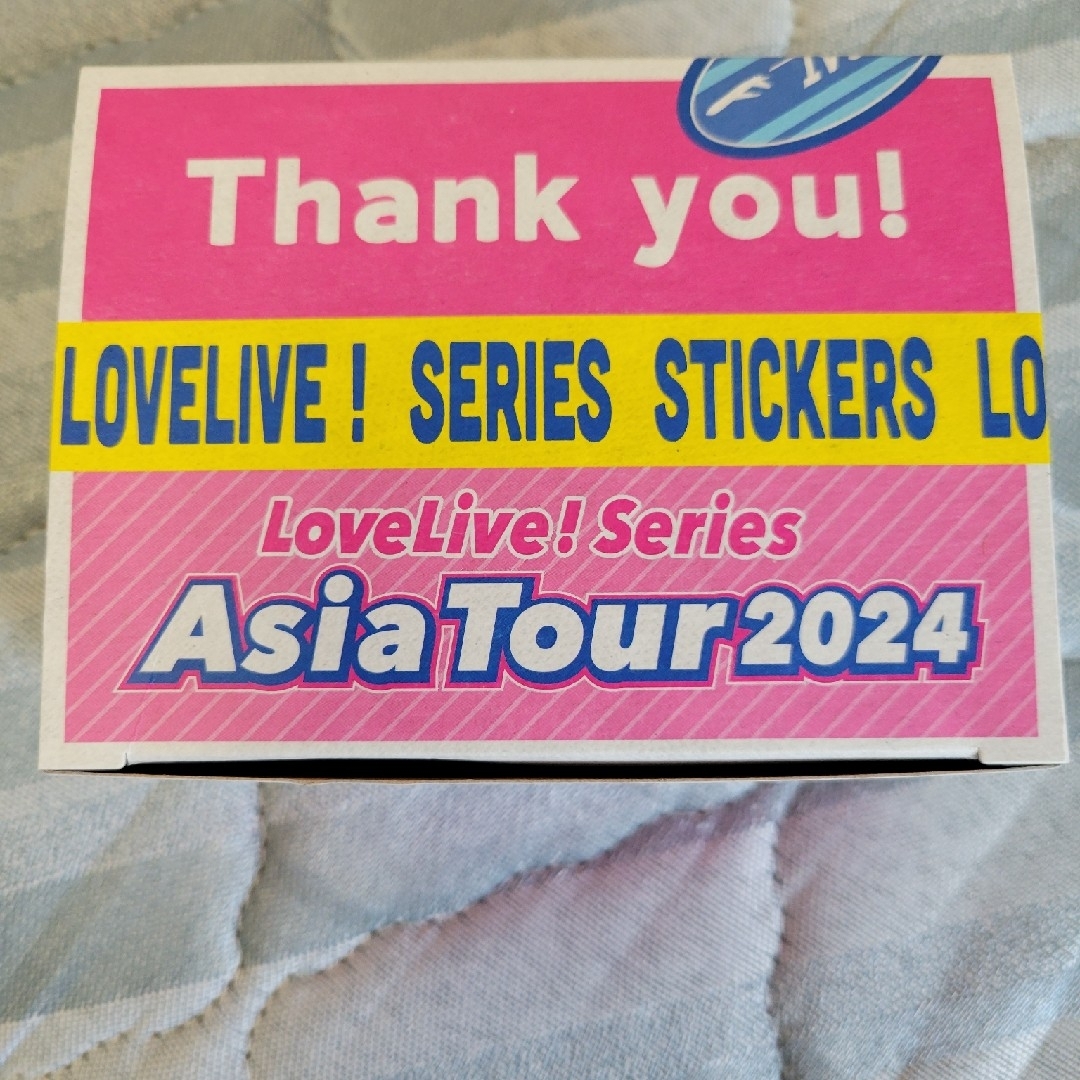 Thank you!
LOVELIVE! SERIES STICKERS LO
LoveLive! Series
Asia Tour 2024